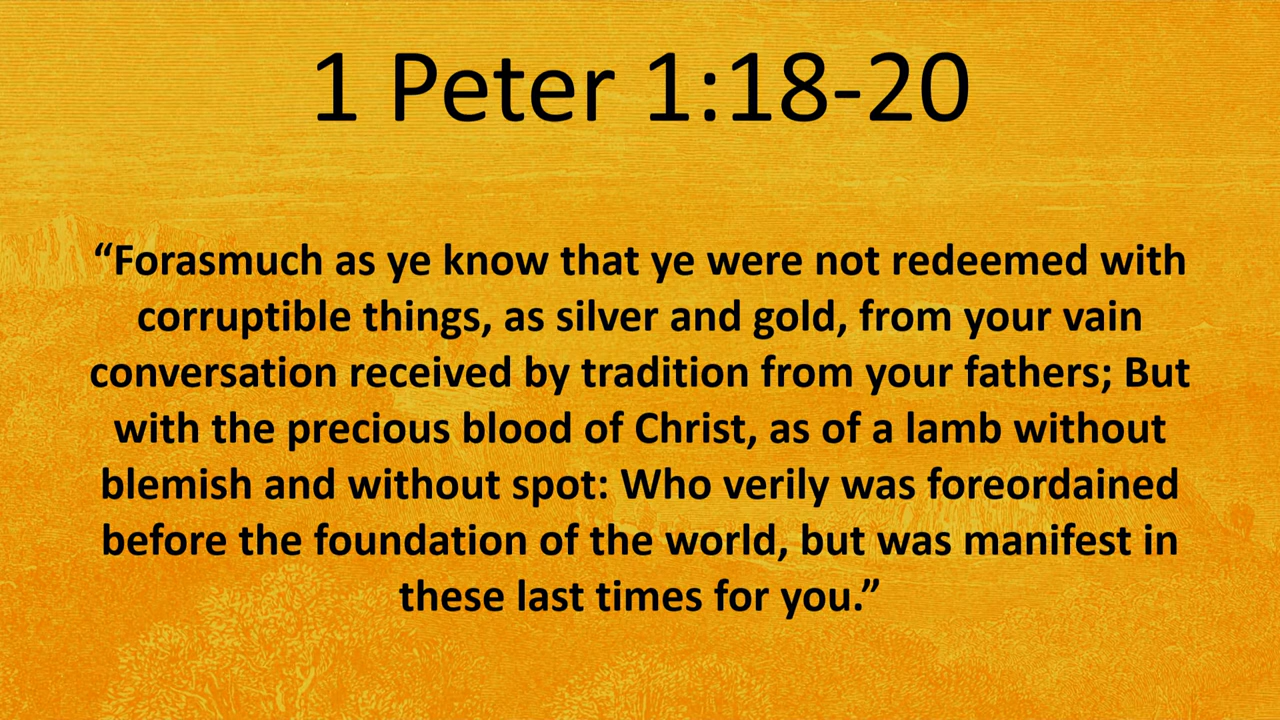 1 Peter 1:18-20
“Forasmuch as ye know that ye were not redeemed with
corruptible things, as silver and gold, from your vain
conversation received by tradition from your fathers; But
with the precious blood of Christ, as of a lamb without
blemish and without spot: Who verily was foreordained
before the foundation of the world, but was manifest in
these last times for you.”